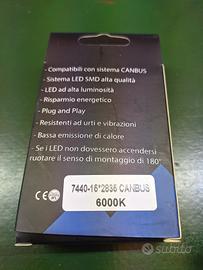 - Compatibili con sistema CANBUS
- Sistema LED SMD alta qualità
- LED ad alta luminosità
- Risparmio energetico
- Plug and Play
- Resistenti ad urti e vibrazioni
- Bassa emissione di calore
- Se i LED non dovessero accendersi
ruotare il senso di montaggio di 180°
7440-16*2835 CANBUS
6000K
CE
subito